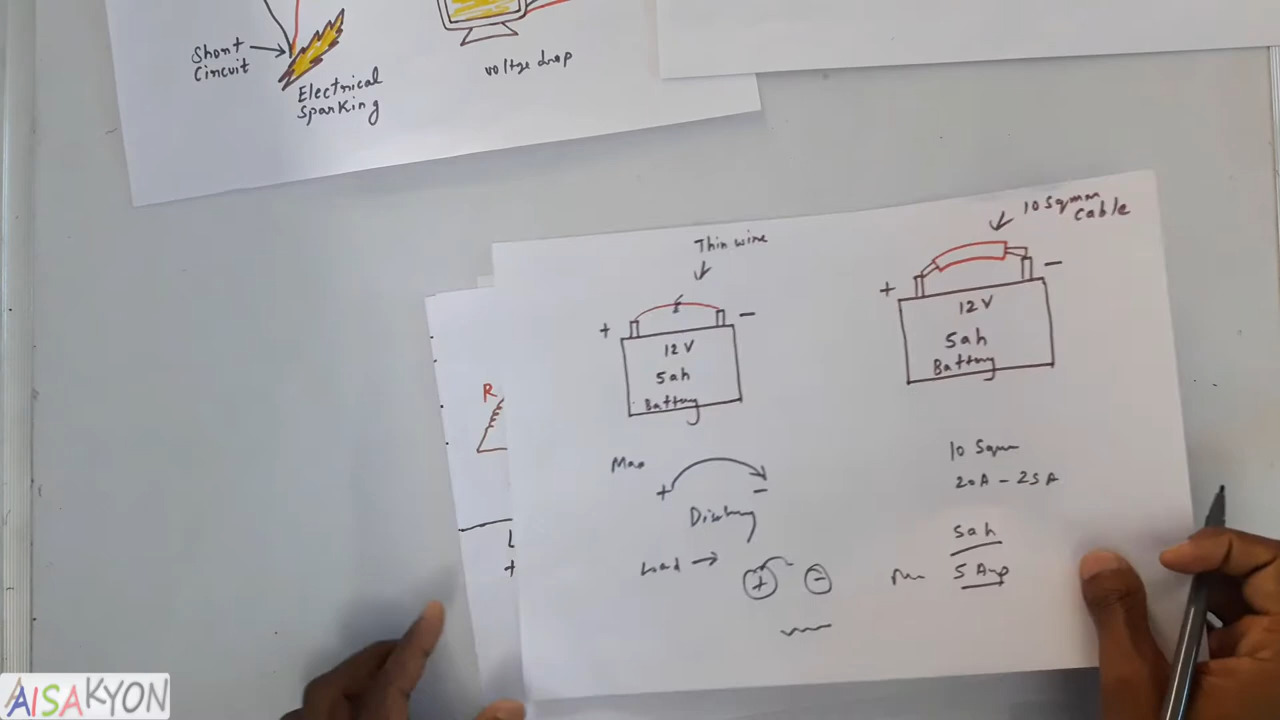 Short
Circuit
Electrical
Sparking
voltge drop
Thin wire
+
-
12 V
5ah
Battery
10 Sqmm
Cable
+
-
12 V
5ah
Battery
R
Max
+
-
Load →
+
-
10 Sqmm
20A - 25A
5ah
5 Amp
L
+
AISAKYON